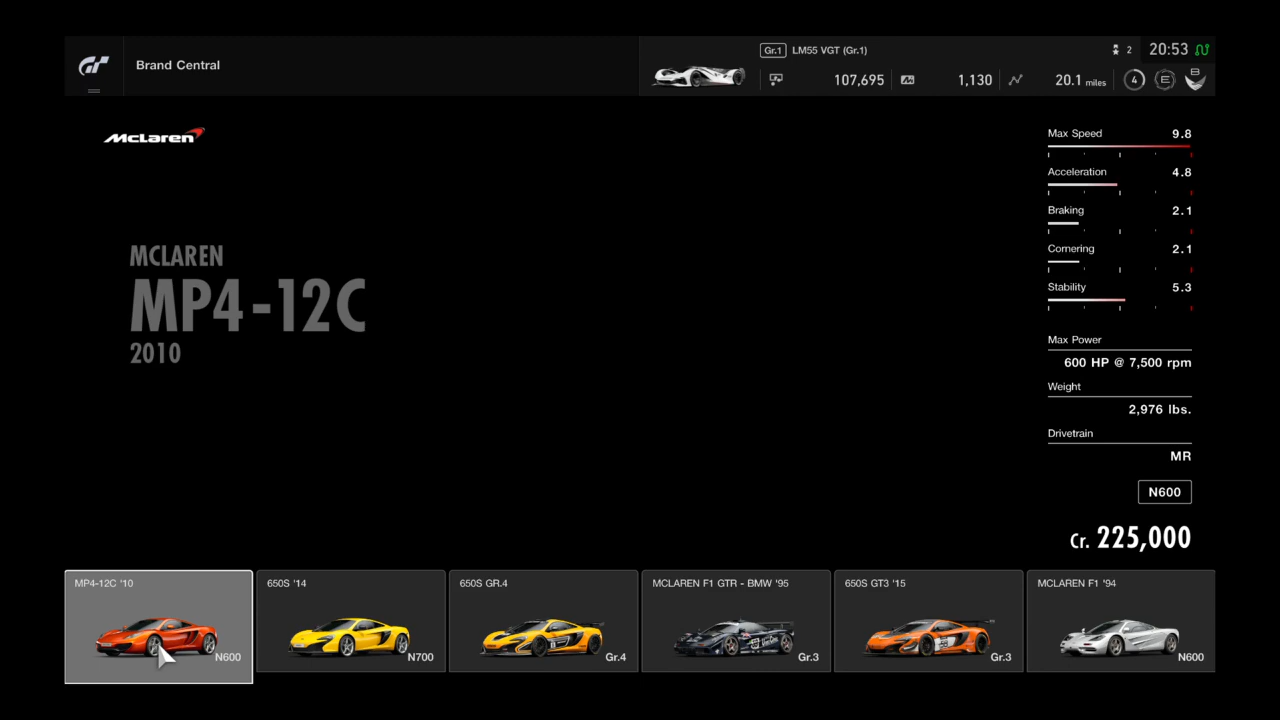 GT
Brand Central
Gr.1 LM55 VGT (Gr.1)
2 20:53
107,695 1,130 20.1 miles 4 E B
McLaren
MCLAREN
MP4-12C
2010
Max Speed 9.8
Acceleration 4.8
Braking 2.1
Cornering 2.1
Stability 5.3
Max Power
600 HP @ 7,500 rpm
Weight
2,976 lbs.
Drivetrain
MR
N600
Cr. 225,000
MP4-12C '10
N600
650S '14
N700
650S GR.4
Gr.4
MCLAREN F1 GTR - BMW '95
Gr.3
650S GT3 '15
Gr.3
MCLAREN F1 '94
N600